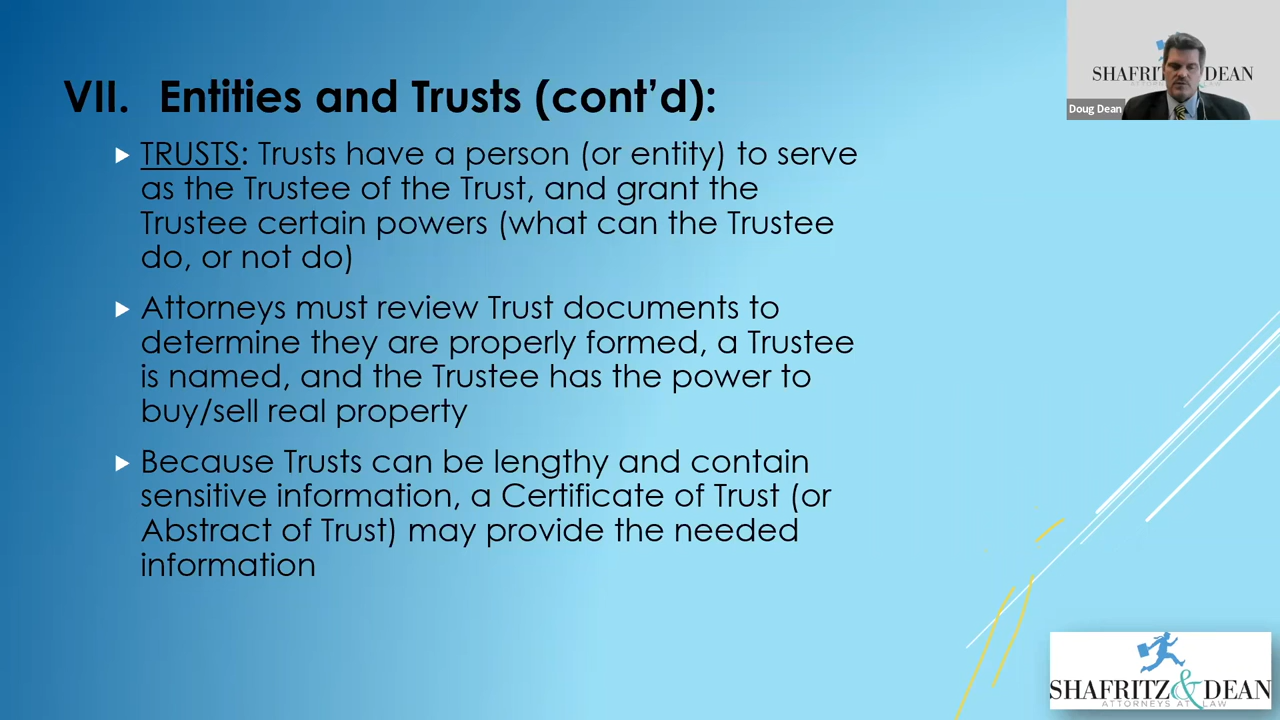 VII. Entities and Trusts (cont’d):
TRUSTS: Trusts have a person (or entity) to serve
as the Trustee of the Trust, and grant the
Trustee certain powers (what can the Trustee
do, or not do)
Attorneys must review Trust documents to
determine they are properly formed, a Trustee
is named, and the Trustee has the power to
buy/sell real property
Because Trusts can be lengthy and contain
sensitive information, a Certificate of Trust (or
Abstract of Trust) may provide the needed
information
SHAFRITZ DEAN
Doug Dean
SHAFRITZ & DEAN
ATTORNEYS AT LAW